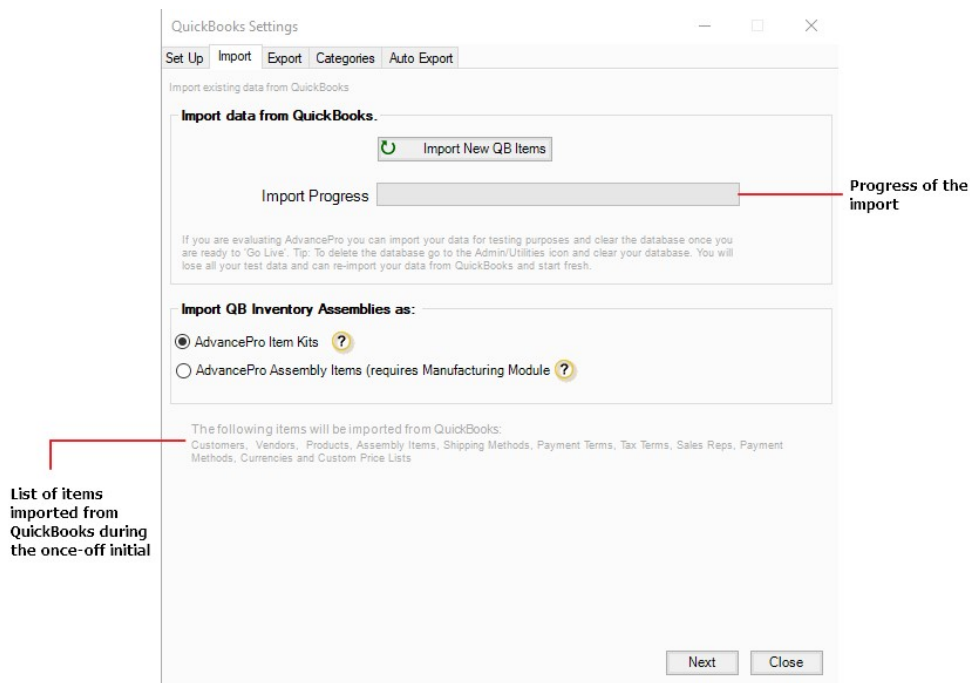 QuickBooks Settings
Set Up Import Export Categories Auto Export
Import existing data from QuickBooks
Import data from QuickBooks.
Import New QB Items
Import Progress
Progress of the
import
If you are evaluating AdvancePro you can import your data for testing purposes and clear the database once you
are ready to 'Go Live'. Tip: To delete the database go to the Admin/Utilities icon and clear your database. You will
lose all your test data and can re-import your data from QuickBooks and start fresh.
Import QB Inventory Assemblies as:
AdvancePro Item Kits ?
AdvancePro Assembly Items (requires Manufacturing Module ?
The following items will be imported from QuickBooks:
Customers, Vendors, Products, Assembly Items, Shipping Methods, Payment Terms, Tax Terms, Sales Reps, Payment
Methods, Currencies and Custom Price Lists
List of items
imported from
QuickBooks during
the once-off initial
Next Close